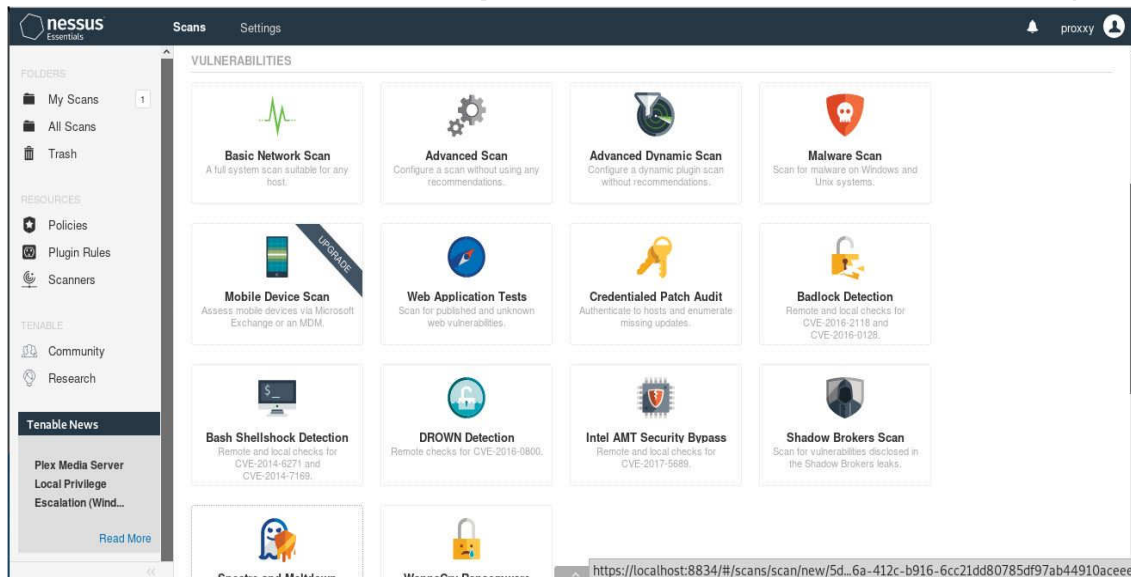 nessus
Essentials
Scans
Settings
proxxy
FOLDERS
My Scans
1
All Scans
Trash
RESOURCES
Policies
Plugin Rules
Scanners
TENABLE
Community
Research
Tenable News
Plex Media Server
Local Privilege
Escalation (Wind...
Read More
VULNERABILITIES
Basic Network Scan
A full system scan suitable for any
host.
Advanced Scan
Configure a scan without using any
recommendations.
Advanced Dynamic Scan
Configure a dynamic plugin scan
without recommendations.
Malware Scan
Scan for malware on Windows and
Unix systems.
UPGRADE
Mobile Device Scan
Assess mobile devices via Microsoft
Exchange or an MDM.
Web Application Tests
Scan for published and unknown
web vulnerabilities.
Credentialed Patch Audit
Authenticate to hosts and enumerate
missing updates.
Badlock Detection
Remote and local checks for
CVE-2016-2118 and
CVE-2016-0128.
$_
Bash Shellshock Detection
Remote and local checks for
CVE-2014-6271 and
CVE-2014-7169.
DROWN Detection
Remote checks for CVE-2016-0800.
Intel AMT Security Bypass
Remote and local checks for
CVE-2017-5689.
Shadow Brokers Scan
Scan for vulnerabilities disclosed in
the Shadow Brokers leaks.
Spectre and Meltdown
WannaCry Ransomware
https://localhost:8834/#/scans/scan/new/5d...6a-412c-b916-6cc21dd80785df97ab44910aceee